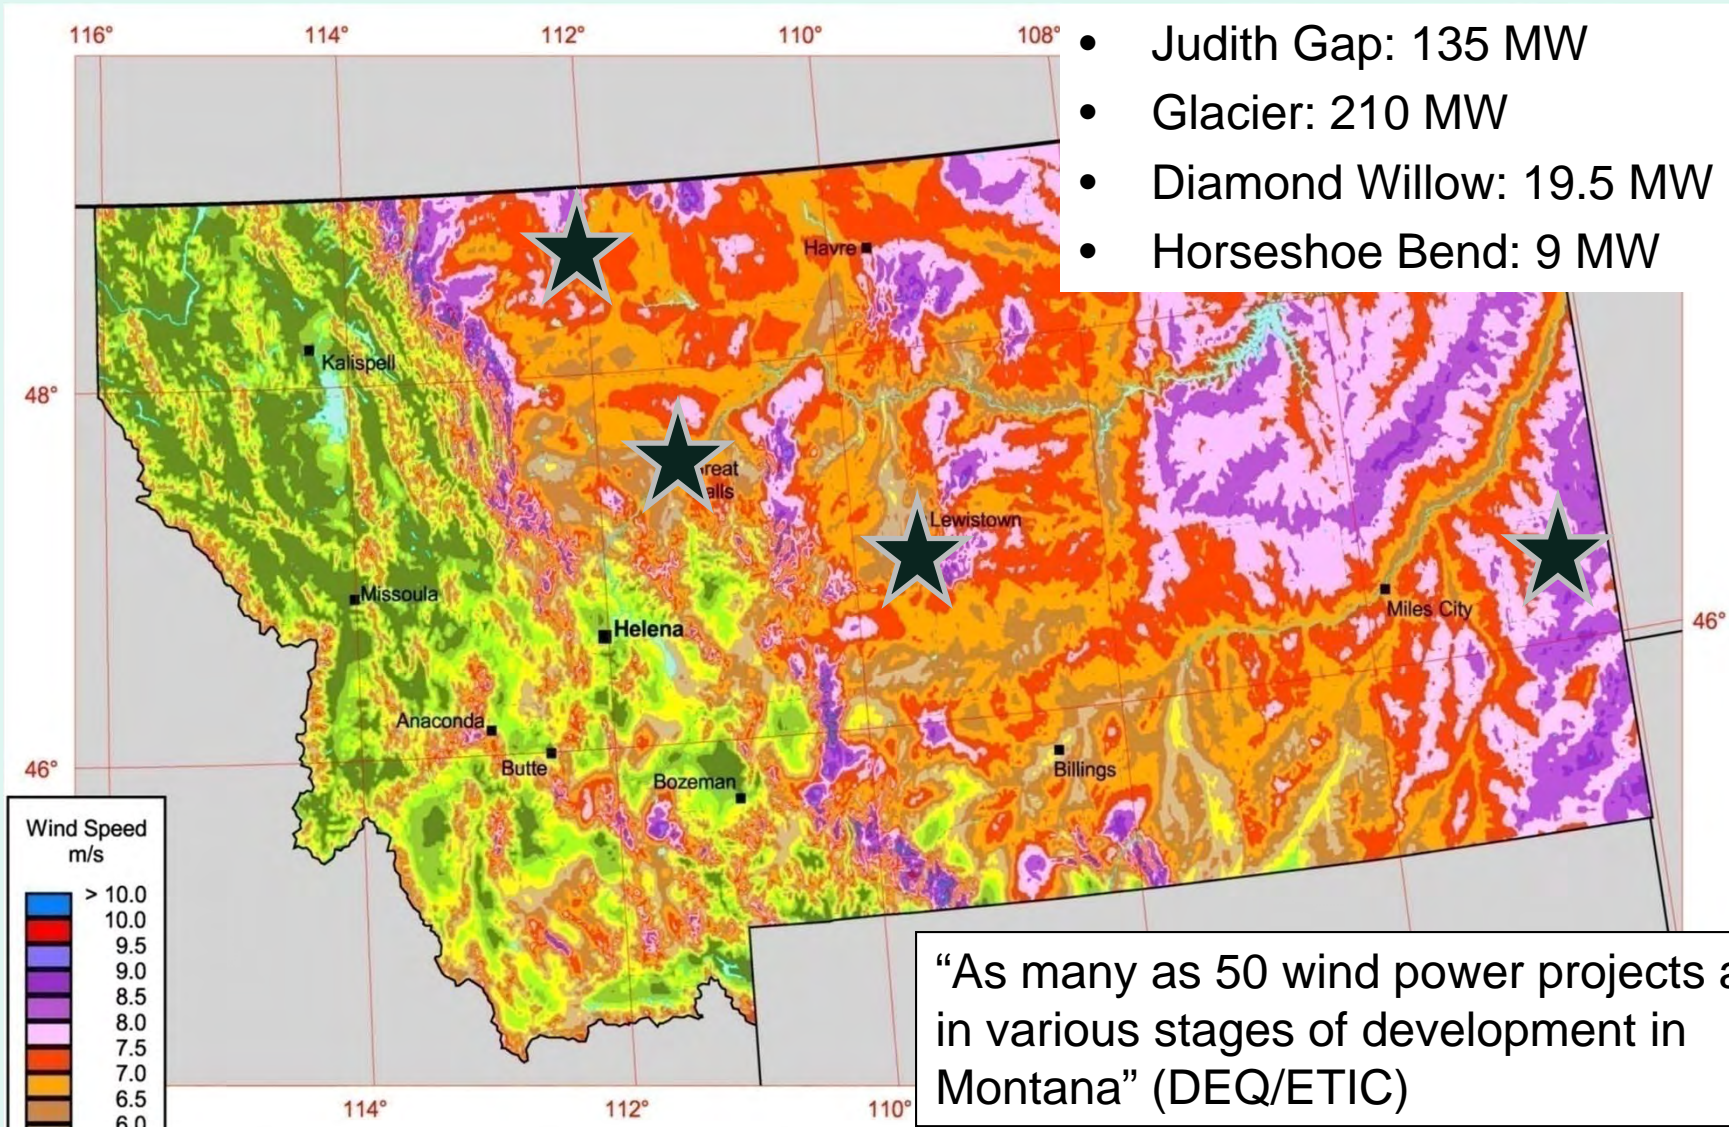 116°
114°
112°
110°
108°
• Judith Gap: 135 MW
• Glacier: 210 MW
• Diamond Willow: 19.5 MW
• Horseshoe Bend: 9 MW
Havre
Kalispell
48°
reat
alls
Lewistown
Missoula
Miles City
46°
Helena
Anaconda
Butte
Bozeman
Billings
46°
Wind Speed
m/s
> 10.0
10.0
9.5
9.0
8.5
8.0
7.5
7.0
6.5
6.0
“As many as 50 wind power projects a
in various stages of development in
Montana” (DEQ/ETIC)
114°
112°
110°